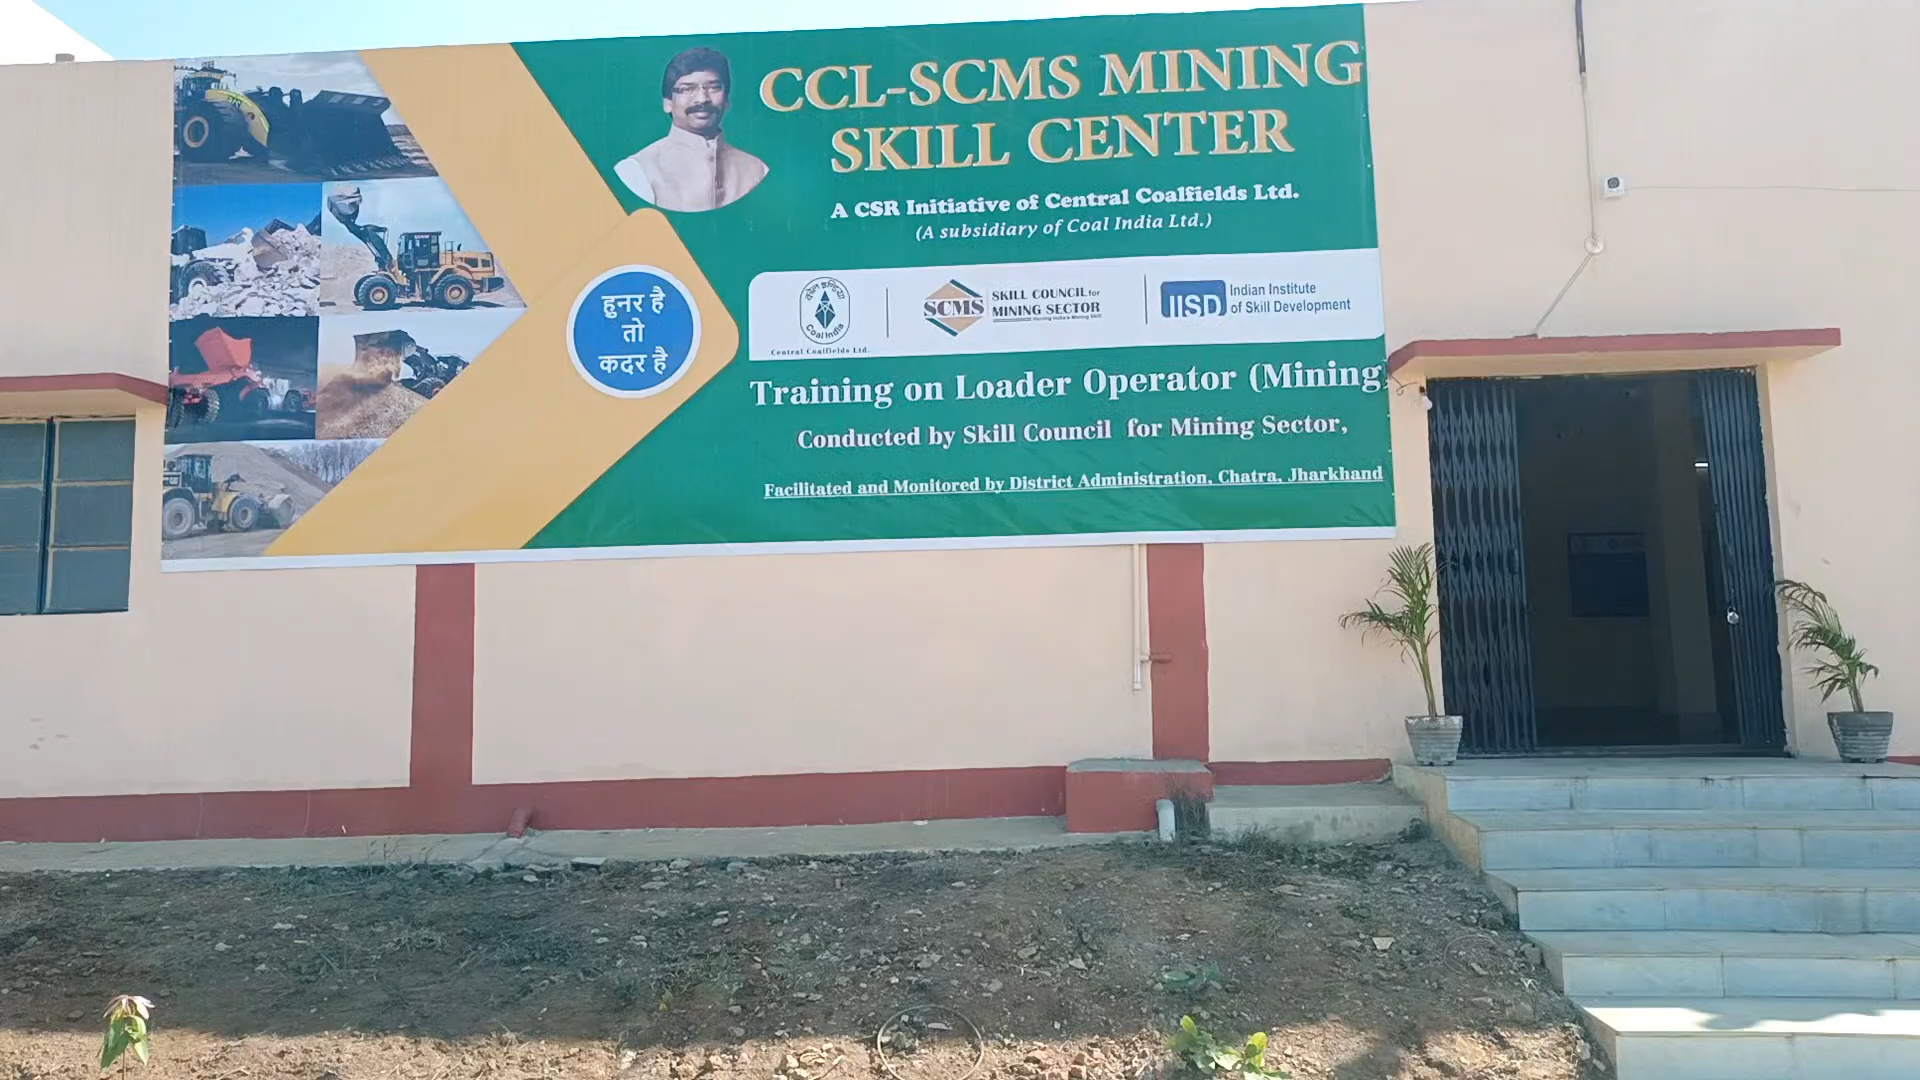 CCL-SCMS MINING
SKILL CENTER
A CSR Initiative of Central Coalfields Ltd.
(A subsidiary of Coal India Ltd.)
हुनर है
तो
कदर है
कोल इण्डिया
Coal India
Central Coalfields Ltd.
SCMS
SKILL COUNCIL for
MINING SECTOR
IISD
Indian Institute
of Skill Development
Training on Loader Operator (Mining)
Conducted by Skill Council for Mining Sector,
Facilitated and Monitored by District Administration, Chatra, Jharkhand